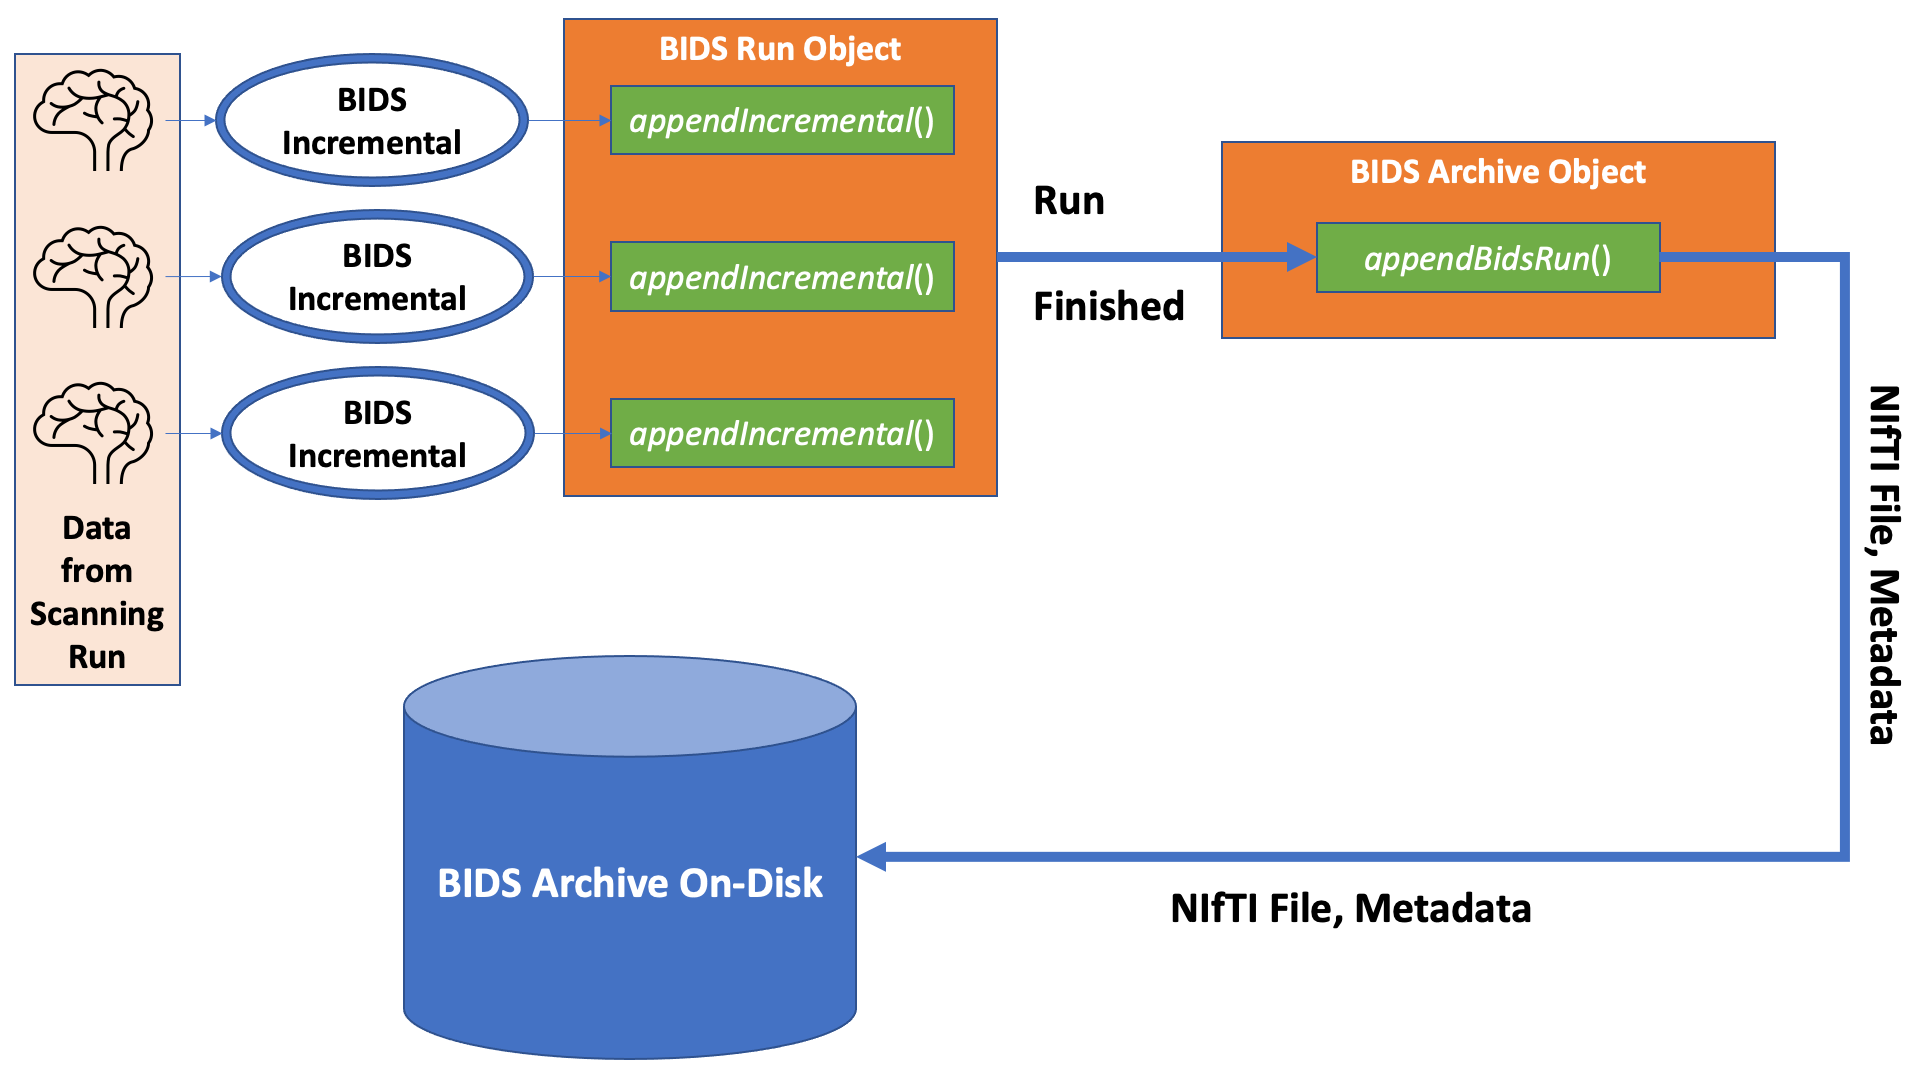 BIDS
Incremental
BIDS
Incremental
BIDS
Incremental
Data
from
Scanning
Run
BIDS Run Object
appendIncremental()
appendIncremental()
appendIncremental()
Run
Finished
BIDS Archive Object
appendBidsRun()
NIfTI File, Metadata
NIfTI File, Metadata
BIDS Archive On-Disk